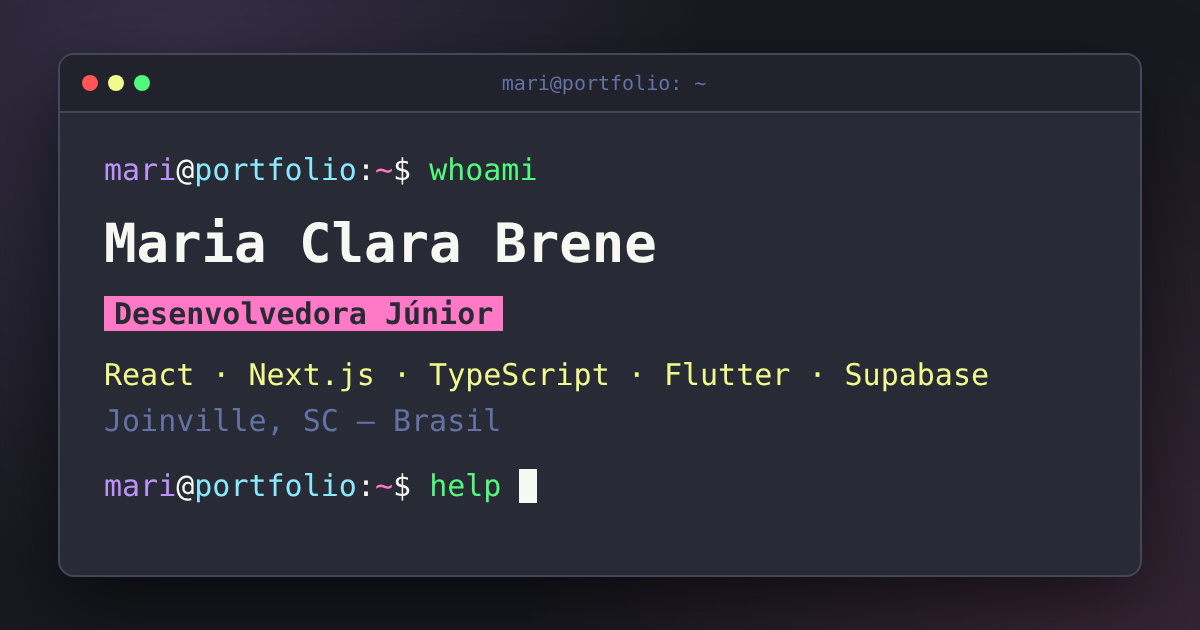 mari@portfolio: ~
mari@portfolio:~$ whoami
Maria Clara Brene
Desenvolvedora Júnior
React · Next.js · TypeScript · Flutter · Supabase
Joinville, SC — Brasil
mari@portfolio:~$ help